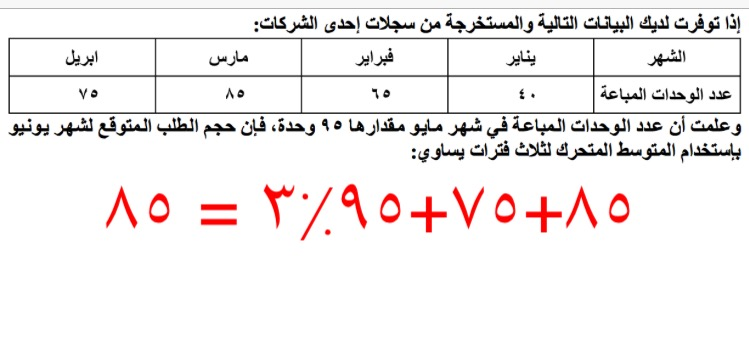 إذا توفرت لديك البيانات التالية والمستخرجة من سجلات إحدى الشركات:
الشهر يناير فبراير مارس ابريل
عدد الوحدات المباعة ٤٠ ٦٥ ٨٥ ٧٥
وعلمت أن عدد الوحدات المباعة في شهر مايو مقدارها ٩٥ وحدة، فإن حجم الطلب المتوقع لشهر يونيو
بإستخدام المتوسط المتحرك لثلاث فترات يساوي:
٨٥+٧٥+٩٥٪٣ = ٨٥